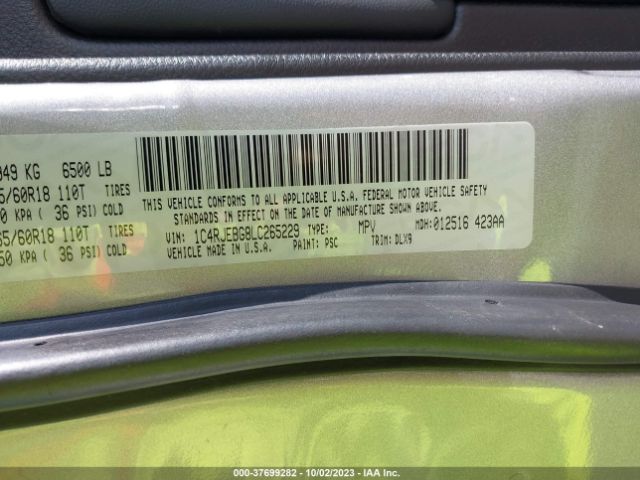 949 KG 6500 LB
5/60R18 110T TIRES
0 KPA ( 36 PSI) COLD
65/60R18 110T TIRES
50 KPA ( 36 PSI) COLD
THIS VEHICLE CONFORMS TO ALL APPLICABLE U.S.A. FEDERAL MOTOR VEHICLE SAFETY
STANDARDS IN EFFECT ON THE DATE OF MANUFACTURE SHOWN ABOVE.
VIN: 1C4RJEBG8LC265229 TYPE: MPV MDH: 012516 423AA
VEHICLE MADE IN U.S.A. PAINT: PSC TRIM: DLX9
000-37699282 - 10/02/2023 - IAA Inc.